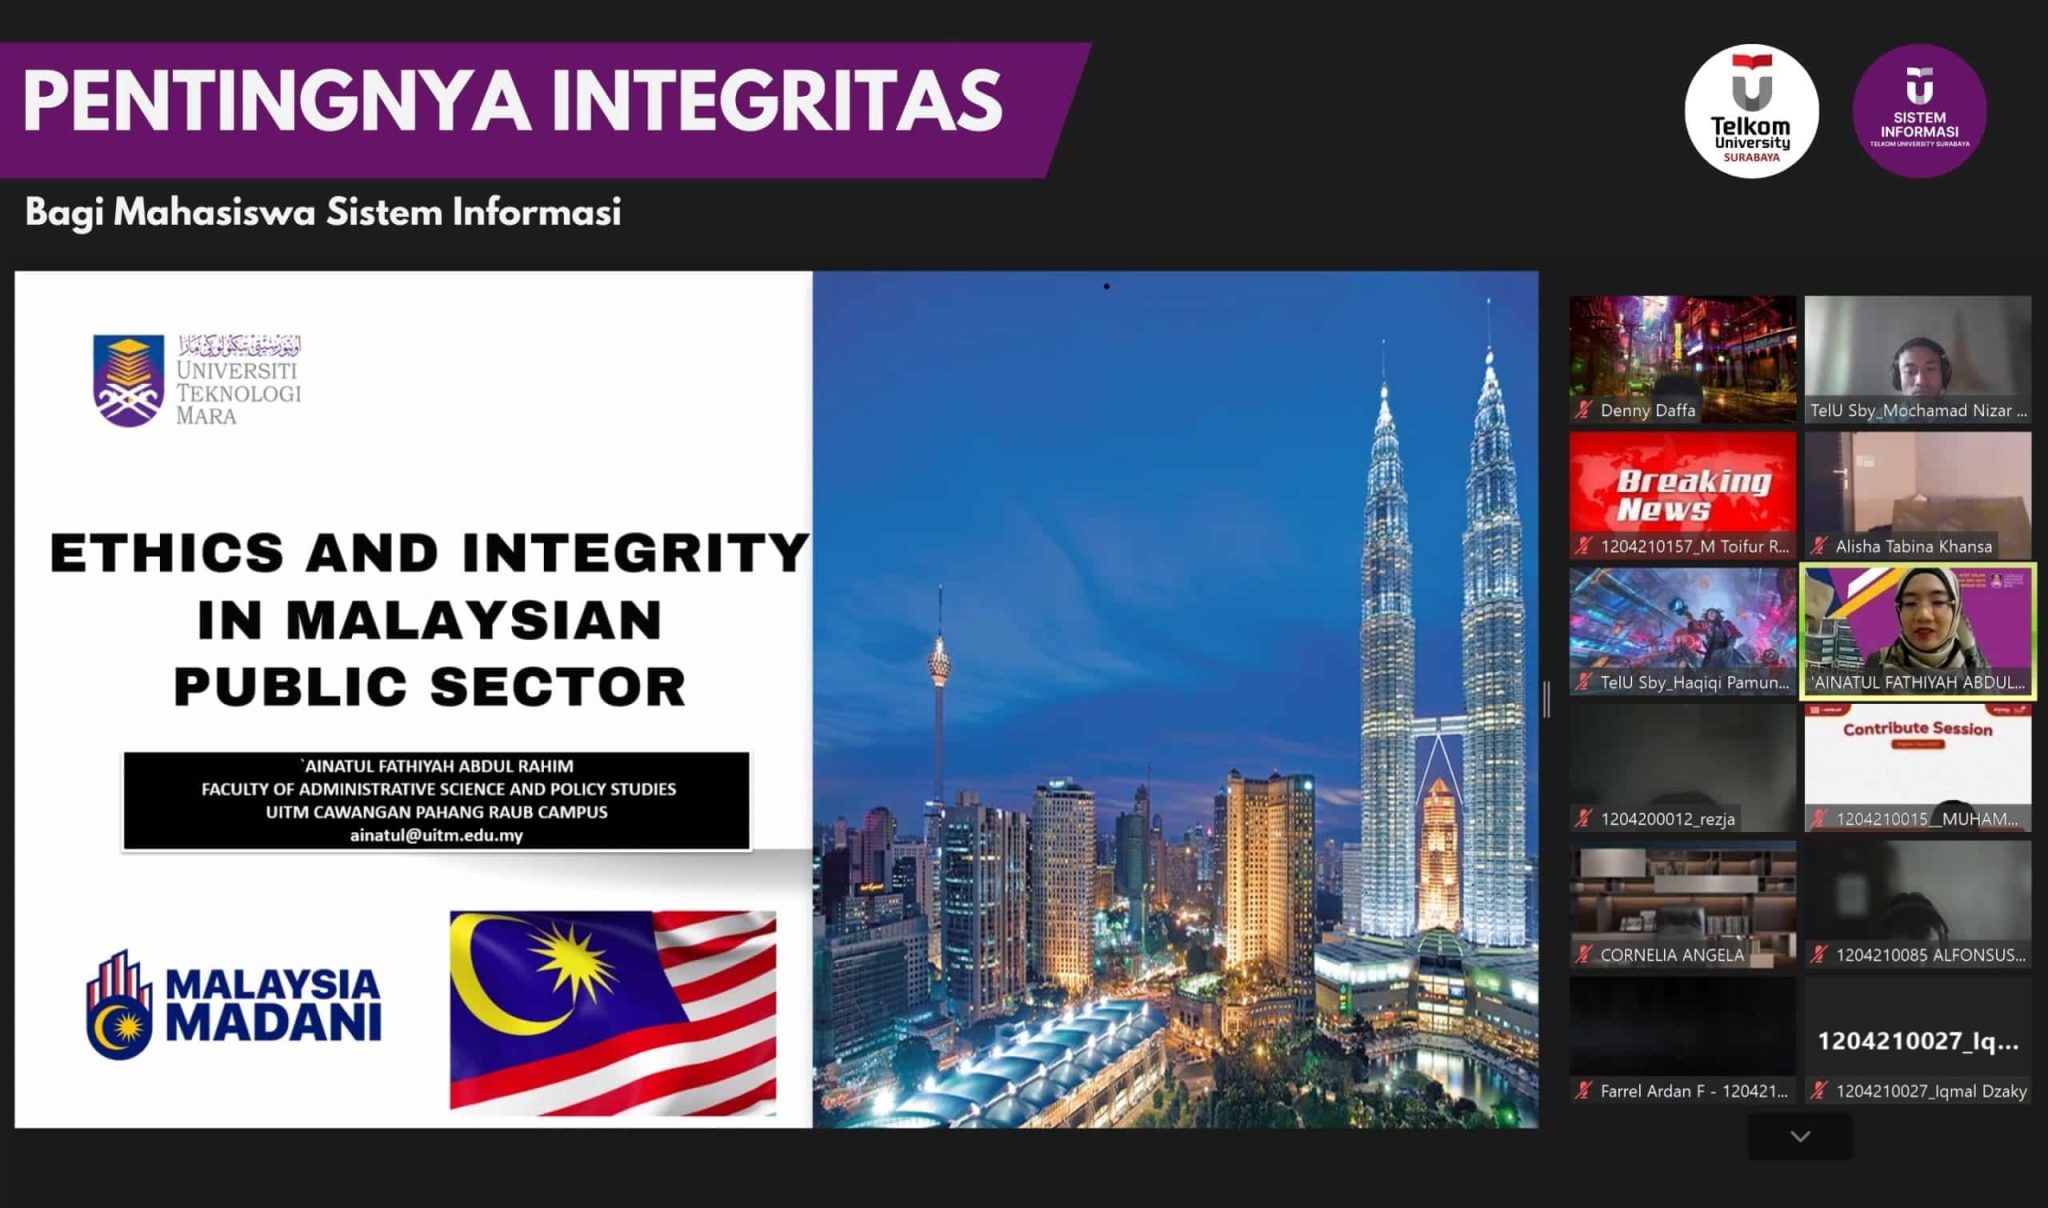 PENTINGNYA INTEGRITAS
Bagi Mahasiswa Sistem Informasi
Telkom
University
SURABAYA
SISTEM
INFORMASI
TELKOM UNIVERSITY SURABAYA
UNIVERSITI
TEKNOLOGI
MARA
ETHICS AND INTEGRITY
IN MALAYSIAN
PUBLIC SECTOR
`AINATUL FATHIYAH ABDUL RAHIM
FACULTY OF ADMINISTRATIVE SCIENCE AND POLICY STUDIES
UITM CAWANGAN PAHANG RAUB CAMPUS
ainatul@uitm.edu.my
MALAYSIA
MADANI
Denny Daffa
TelU Sby_Mochamad Nizar ...
Breaking
News
1204210157_M Toifur R...
Alisha Tabina Khansa
TelU Sby_Haqiqi Pamun...
'AINATUL FATHIYAH ABDUL...
1204200012_rezja
Contribute Session
1204210015__MUHAM...
CORNELIA ANGELA
1204210085 ALFONSUS...
Farrel Ardan F - 120421...
1204210027_Iq...
1204210027_Iqmal Dzaky